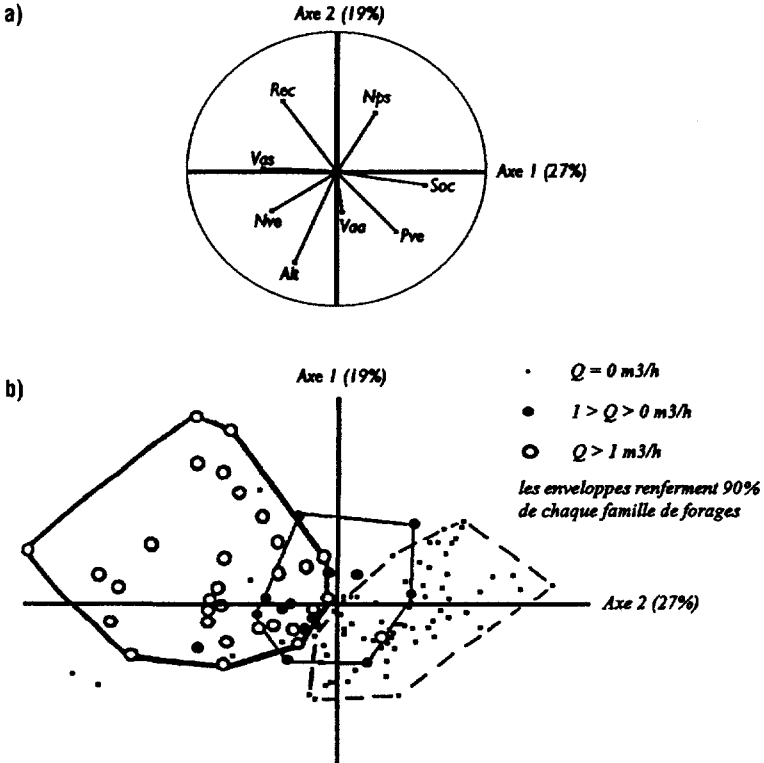 a)
Axe 2 (19%)
Rec
Nps
Vas
Axe 1 (27%)
Soc
Nve
Vaa
Pve
Alt
b)
Axe 1 (19%)
Q = 0 m3/h
1 > Q > 0 m3/h
Q > 1 m3/h
les enveloppes renferment 90%
de chaque famille de forages
Axe 2 (27%)